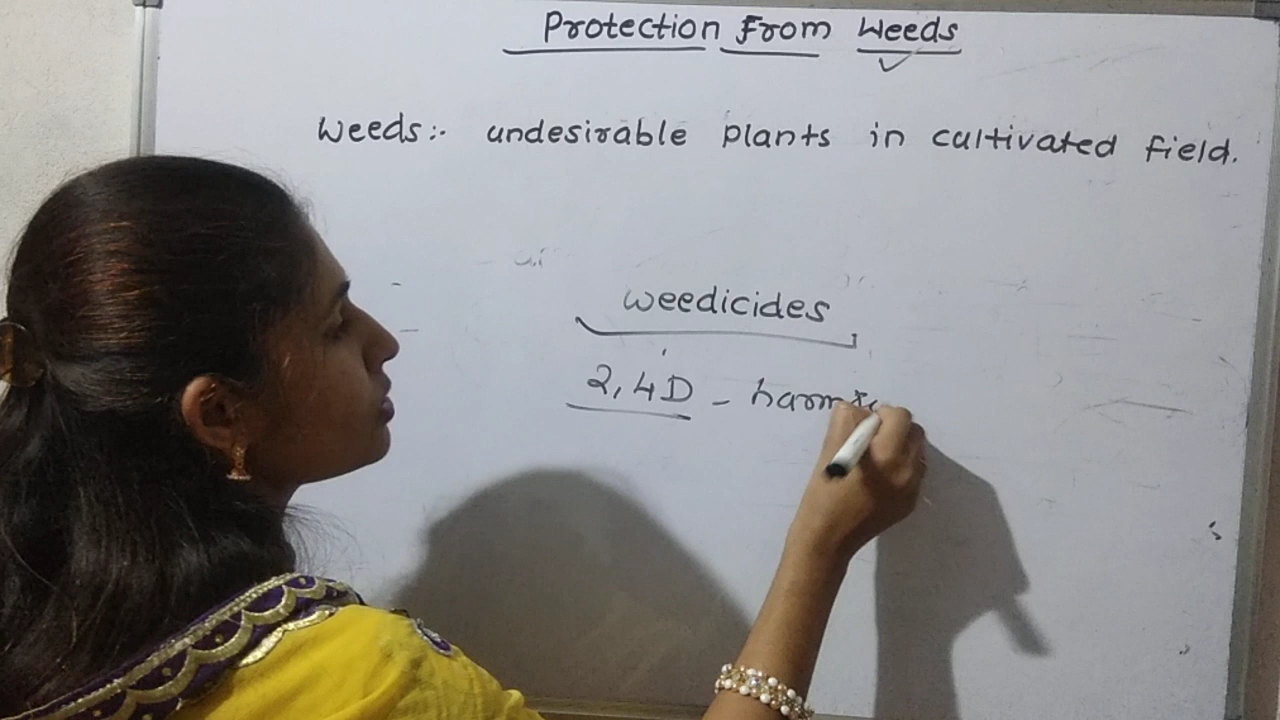 Protection From Weeds
Weeds:- undesirable plants in cultivated field.
weedicides
2,4D -